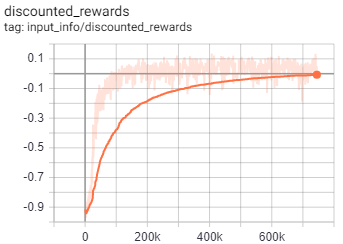 discounted_rewards
tag: input_info/discounted_rewards
0.1
-0.1
-0.3
-0.5
-0.7
-0.9
0 200k 400k 600k